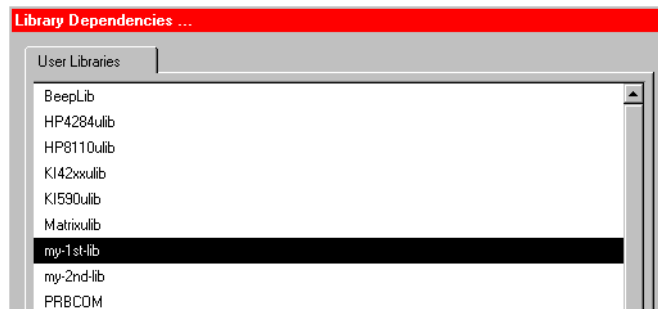 Library Dependencies ...
User Libraries
BeepLib
HP4284ulib
HP8110ulib
KI42xxulib
KI590ulib
Matrixulib
my-1st-lib
my-2nd-lib
PRBCOM